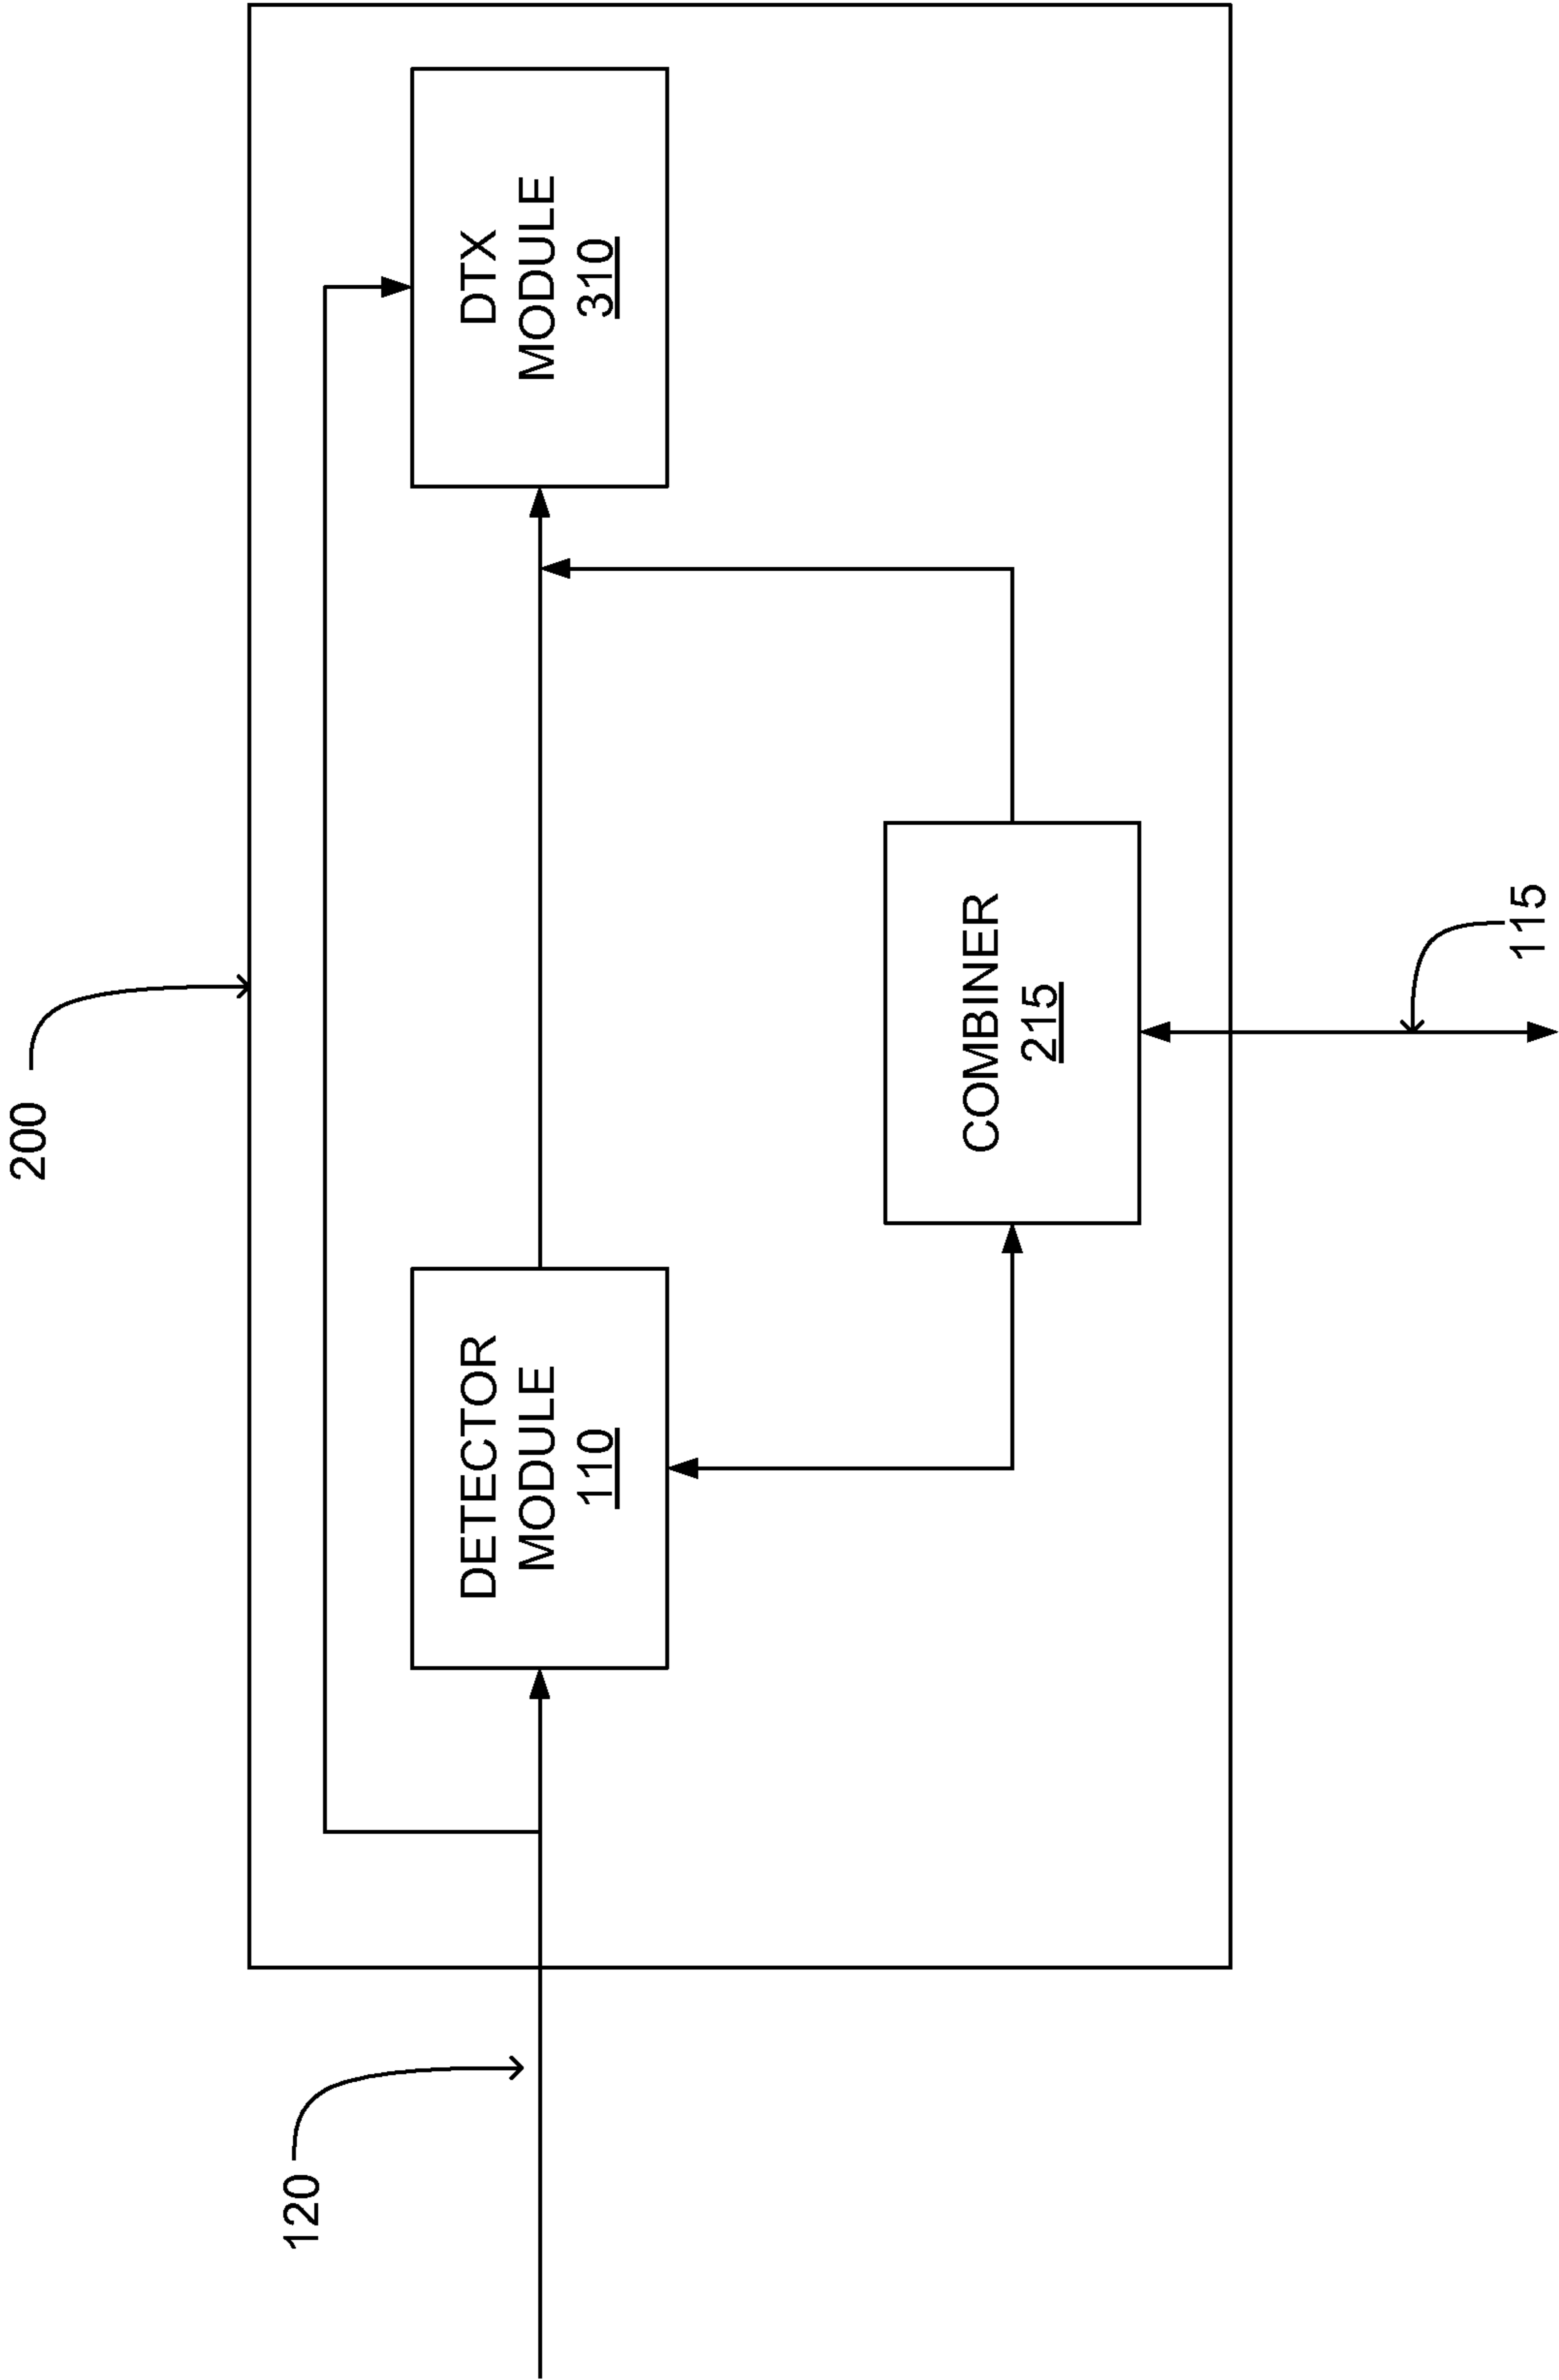 200
120
DETECTOR
MODULE
110
DTX
MODULE
310
COMBINER
215
115